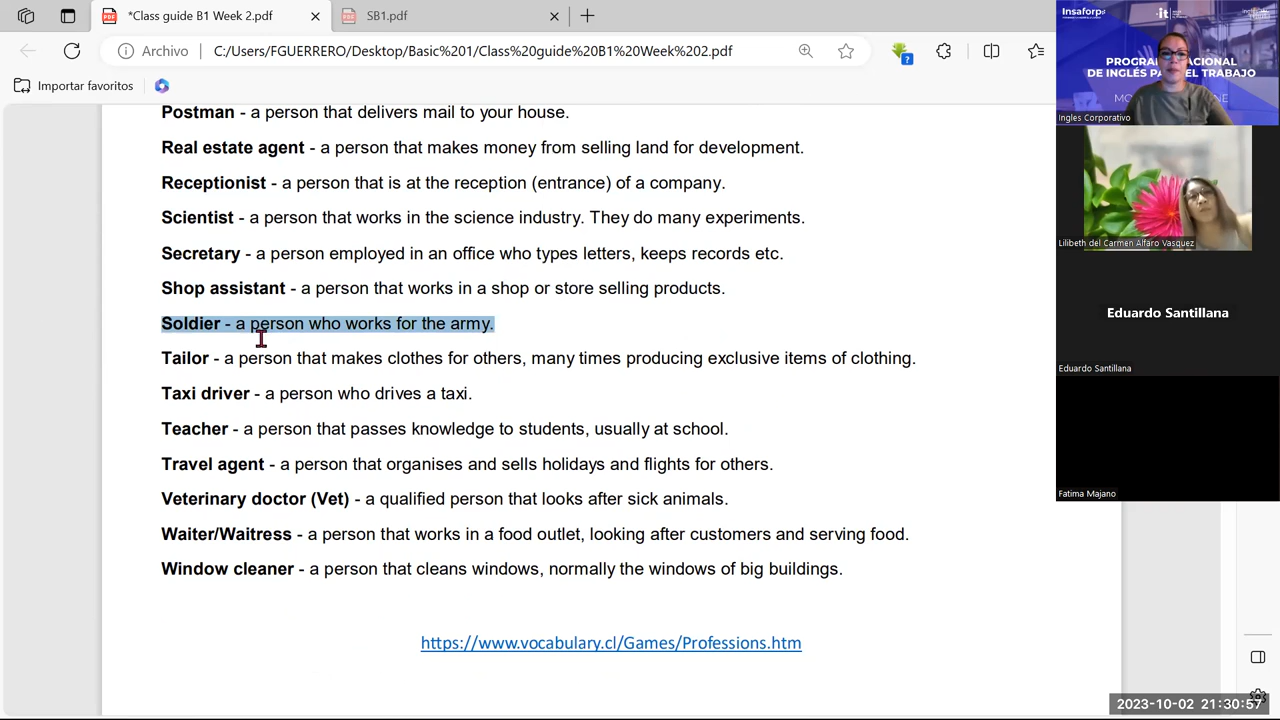 *Class guide B1 Week 2.pdf
SB1.pdf
Archivo
C:/Users/FGUERRERO/Desktop/Basic%201/Class%20guide%20B1%20Week%202.pdf
Importar favoritos
Postman - a person that delivers mail to your house.
Real estate agent - a person that makes money from selling land for development.
Receptionist - a person that is at the reception (entrance) of a company.
Scientist - a person that works in the science industry. They do many experiments.
Secretary - a person employed in an office who types letters, keeps records etc.
Shop assistant - a person that works in a shop or store selling products.
Soldier - a person who works for the army.
Tailor - a person that makes clothes for others, many times producing exclusive items of clothing.
Taxi driver - a person who drives a taxi.
Teacher - a person that passes knowledge to students, usually at school.
Travel agent - a person that organises and sells holidays and flights for others.
Veterinary doctor (Vet) - a qualified person that looks after sick animals.
Waiter/Waitress - a person that works in a food outlet, looking after customers and serving food.
Window cleaner - a person that cleans windows, normally the windows of big buildings.
https://www.vocabulary.cl/Games/Professions.htm
Insaforp
Ingles Corporativo
Lilibeth del Carmen Alfaro Vasquez
Eduardo Santillana
Eduardo Santillana
Fatima Majano
2023-10-02 21:30:57